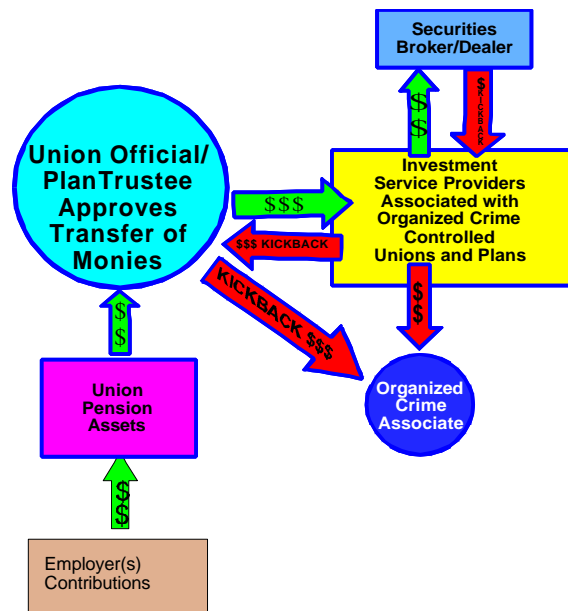 Securities
Broker/Dealer
$$
$KICKBACK
Union Official/
PlanTrustee
Approves
Transfer of
Monies
Investment
Service Providers
Associated with
Organized Crime
Controlled
Unions and Plans
$$$
$$$ KICKBACK
KICKBACK $$$
$$
$$
Organized
Crime
Associate
Union
Pension
Assets
$$
Employer(s)
Contributions